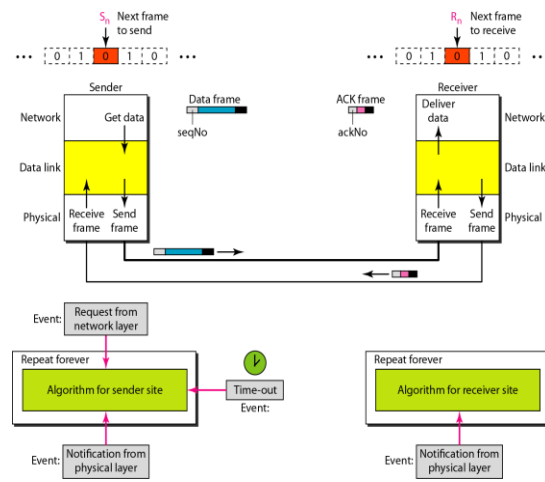 Sn Next frame
to send
Rn Next frame
to receive
••• 0 1 0 1 0 •••
••• 0 1 0 1 0 •••
Sender
Receiver
Data frame
ACK frame
seqNo
ackNo
Network
Get data
Deliver
data
Network
Data link
Data link
Physical
Receive
frame
Send
frame
Receive
frame
Send
frame
Physical
Event:
Request from
network layer
Repeat forever
Algorithm for sender site
Time-out
Event:
Event:
Notification from
physical layer
Repeat forever
Algorithm for receiver site
Event:
Notification from
physical layer